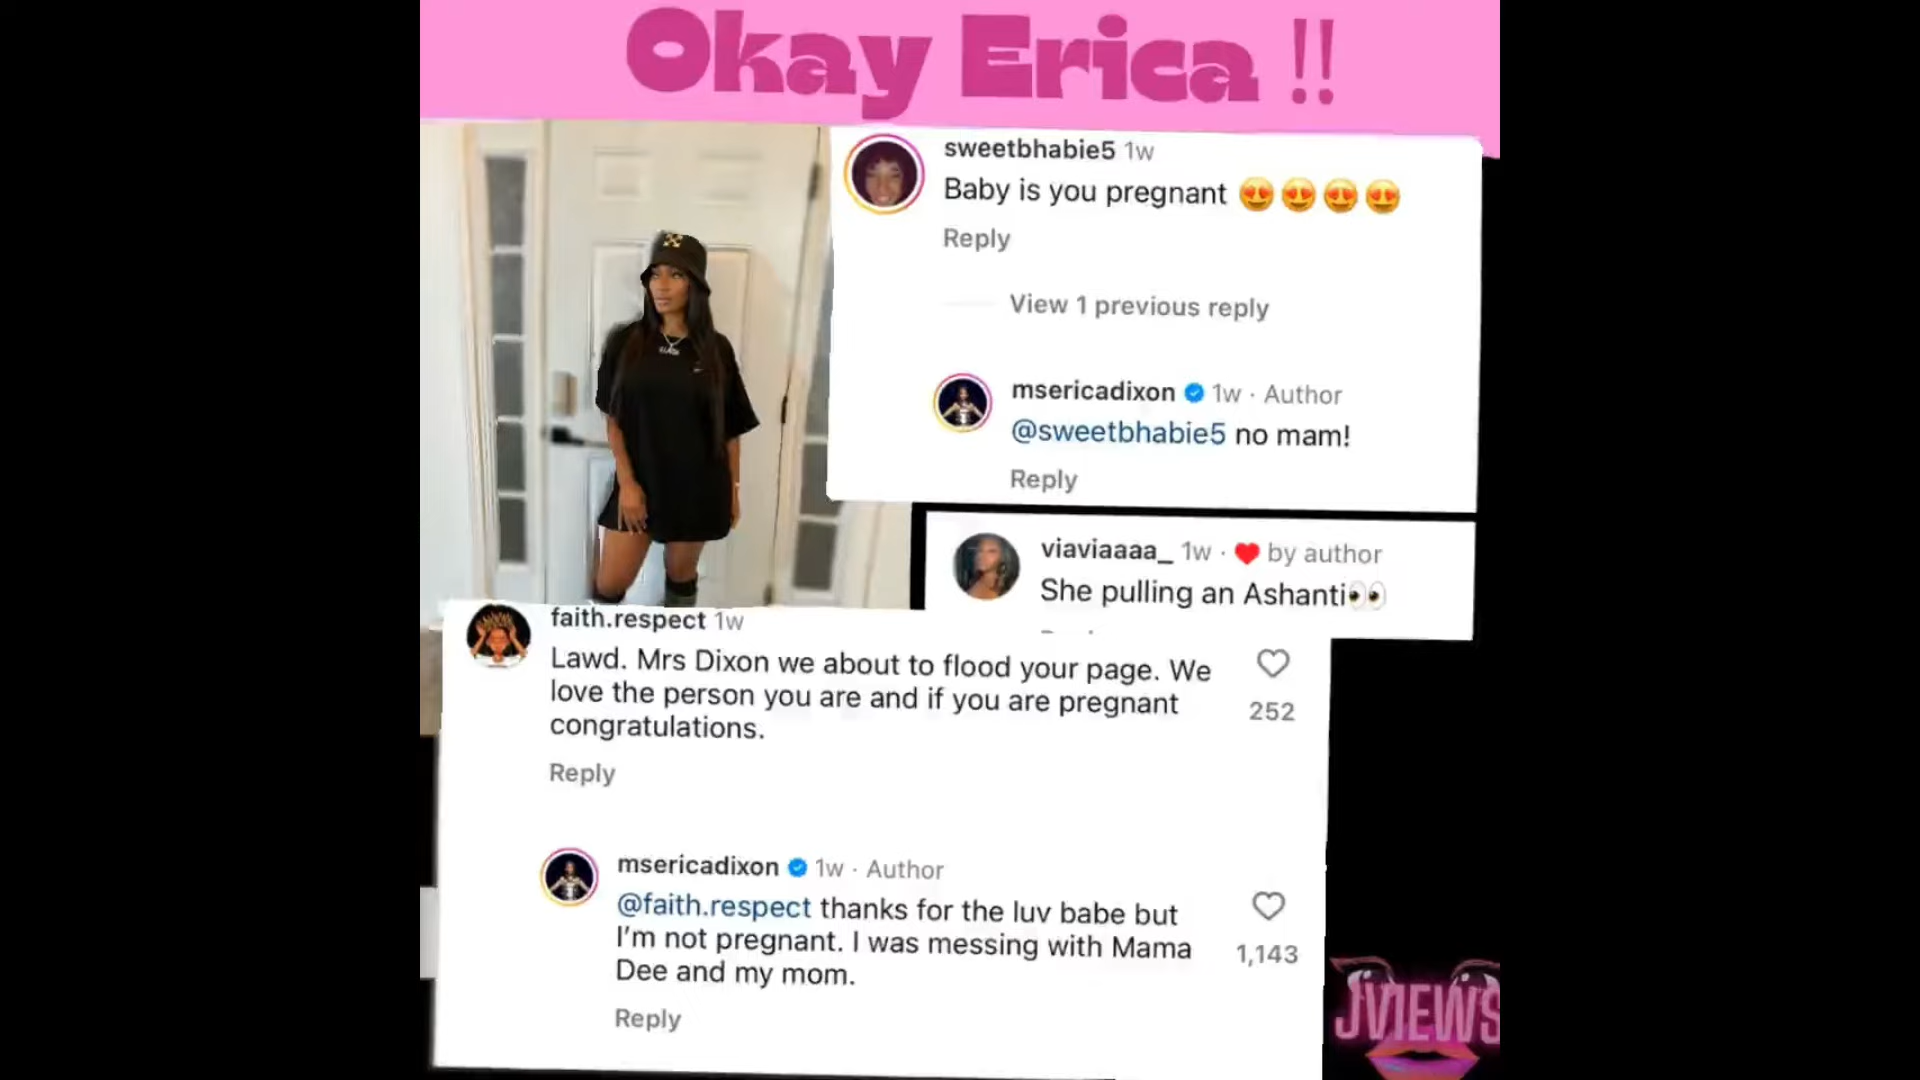 Okay Erica !!
sweetbhabie5 1w
Baby is you pregnant 😍😍😍😍
Reply
View 1 previous reply
msericadixon 1w · Author
@sweetbhabie5 no mam!
Reply
viaviaaaa_ 1w · ❤️ by author
She pulling an Ashanti👀
faith.respect 1w
Lawd. Mrs Dixon we about to flood your page. We
love the person you are and if you are pregnant
congratulations.
252
Reply
msericadixon 1w · Author
@faith.respect thanks for the luv babe but
I’m not pregnant. I was messing with Mama
Dee and my mom.
1,143
Reply
JVIEWS